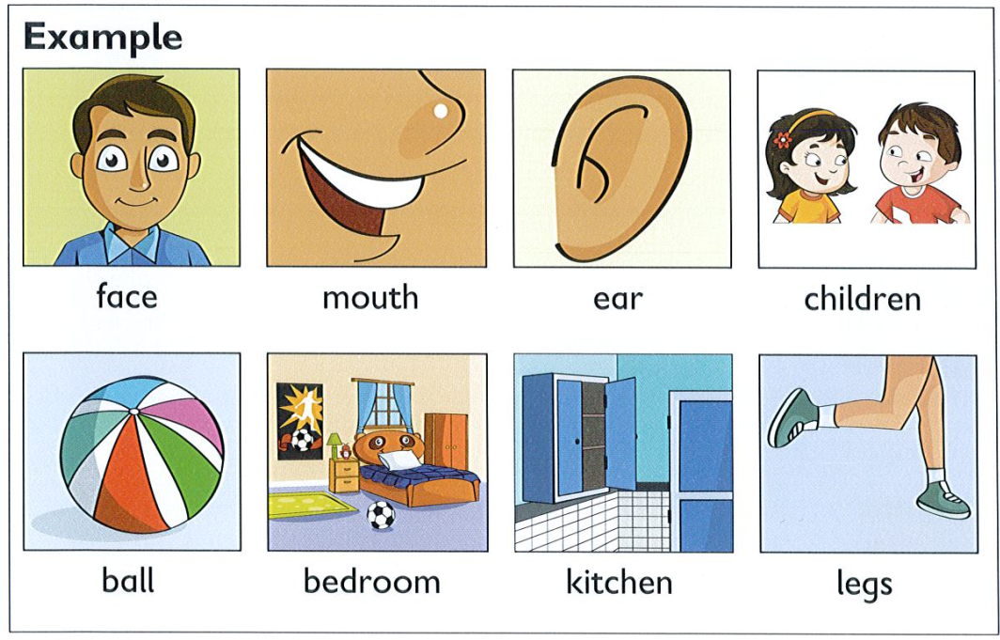 Example
face mouth ear children
ball bedroom kitchen legs